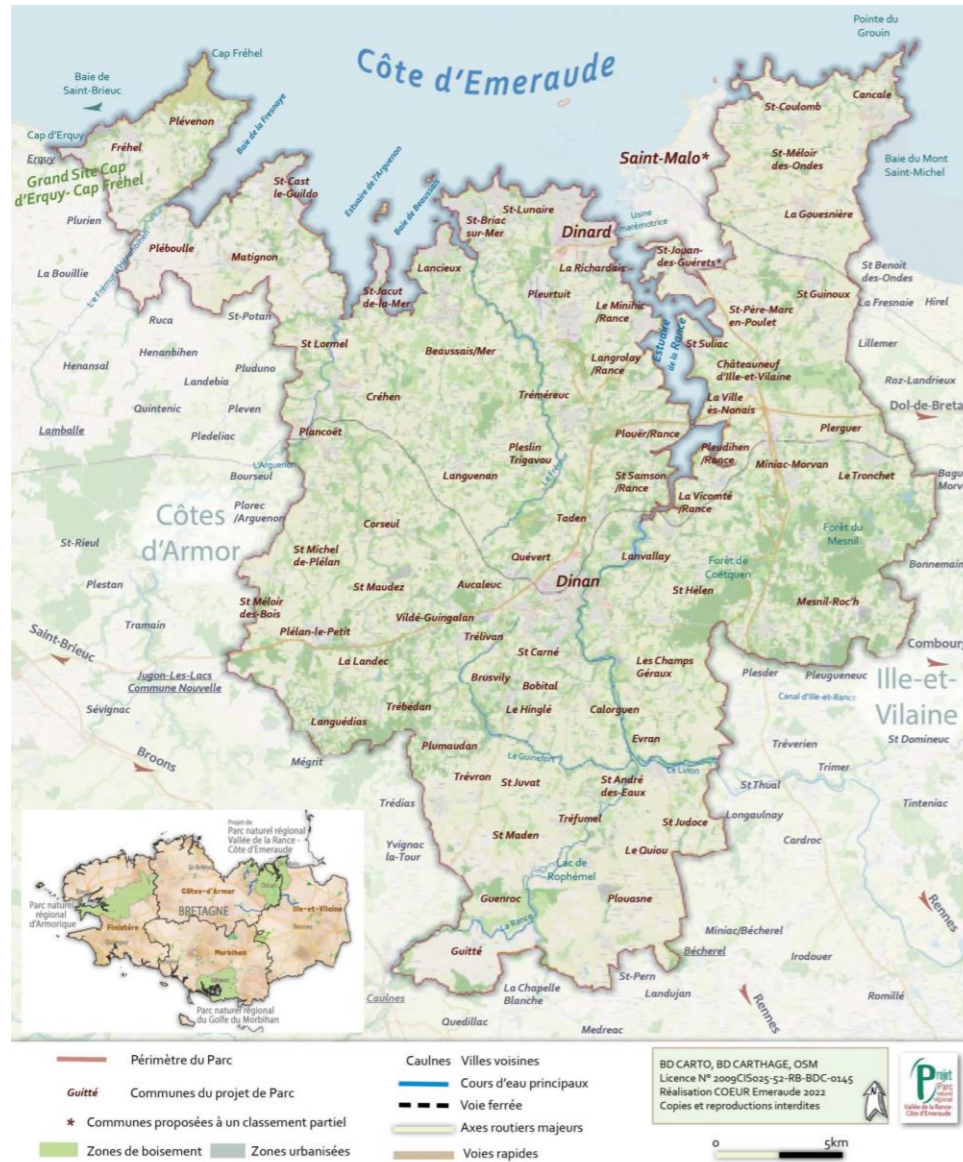 Pointe du
Grouin
Cap Fréhel
Côte d'Emeraude
Baie de
Saint-Brieuc
Cancale
St-Coulomb
Plévenon
Baie de la Fresnaye
Cap d'Erquy
Fréhel
Erquy
Grand Site Cap
d'Erquy- Cap Fréhel
St-Méloir
des-Ondes
Saint-Malo*
Baie du Mont
Saint-Michel
St-Cast
le-Guildo
Estuaire de l'Arguenon
Baie de Beaussais
St-Lunaire
St-Briac
sur-Mer
Usine
marémotrice
La Gouesnière
Plurien
Dinard
Pléboulle
Matignon
St-Jouan-
des-Guérets*
Lancieux
La Richardais
La Bouillie
St Benoit
des-Ondes
St-Jacut
de-la-Mer
Pleurtuit
St Guinoux
La Fresnaie
Hirel
Le Minihic
/Rance
St-Père-Marc
en-Poulet
Ruca
St-Potan
Estuaire
de la Rance
St Suliac
Lillemer
St Lormel
Henanbihen
Beaussais/Mer
Langrolay
/Rance
Châteauneuf
d'Ille-et-Vilaine
Henansal
Pluduno
Landebia
Roz-Landrieux
Créhen
Tréméreuc
La Ville
ès-Nonais
Quintenic
Pleven
Dol-de-Breta
Lamballe
Pledeliac
Plancoët
Plouër/Rance
Plerguer
Pleslin
Trigavou
Pleudihen
/Rance
Miniac-Morvan
L'Arguenon
Bourseul
Languenan
Le Frémur
St Samson
/Rance
Le Tronchet
Bague
Morv
La Vicomté
/Rance
Plorec
/Arguenon
Côtes
d'Armor
Corseul
Taden
Forêt du
Mesnil
St-Rieul
St Michel
de-Plélan
Quévert
Lanvallay
Forêt de
Coëtquen
Bonnemain
Plestan
St Maudez
Aucaleuc
Dinan
St Hélen
Mesnil-Roc'h
St Méloir
des-Bois
Vildé-Guingalan
Tramain
Plélan-le-Petit
Trélivan
Saint-Brieuc
St Carné
Combourg
La Landec
Les Champs
Géraux
Plesder
Pleugueneuc
Jugon-Les-Lacs
Commune Nouvelle
Brusvily
Bobital
Ille-et-
Vilaine
Canal d'Ille-et-Rance
Sévignac
Trébédan
Le Hinglé
Calorguen
Languédias
Evran
St Domineuc
Broons
Plumaudan
Tréverien
Mégrit
Le Guinefort
Le Linon
Trimer
Trévron
St Juvat
St André
des-Eaux
St Thual
Trédias
Longaulnay
Tinteniac
Tréfumel
St Judoce
Yvignac
la-Tour
St Maden
Cardroc
Le Quiou
Lac de
Rophémel
Guenroc
Plouasne
Rennes
La Rance
Miniac/Bécherel
Guitté
Bécherel
Irodouer
St-Pern
Caulnes
La Chapelle
Blanche
Landujan
Rennes
Romillé
Quedillac
Medreac
Projet de
Parc naturel régional
Vallée de la Rance -
Côte d'Emeraude
Côtes-d'Armor
Dinan
BRETAGNE
Ille-et-Vilaine
Rennes
Parc naturel
régional
d'Armorique
Finistère
Morbihan
Parc naturel régional
du Golfe du Morbihan
Périmètre du Parc
Guitté Communes du projet de Parc
* Communes proposées à un classement partiel
Zones de boisement
Zones urbanisées
Caulnes Villes voisines
Cours d'eau principaux
Voie ferrée
Axes routiers majeurs
Voies rapides
BD CARTO, BD CARTHAGE, OSM
Licence N° 2009CIS025-52-RB-BDC-0145
Réalisation COEUR Emeraude 2022
Copies et reproductions interdites
0 5km
Projet
de Parc
naturel
régional
Vallée de la Rance-
Côte d'Emeraude